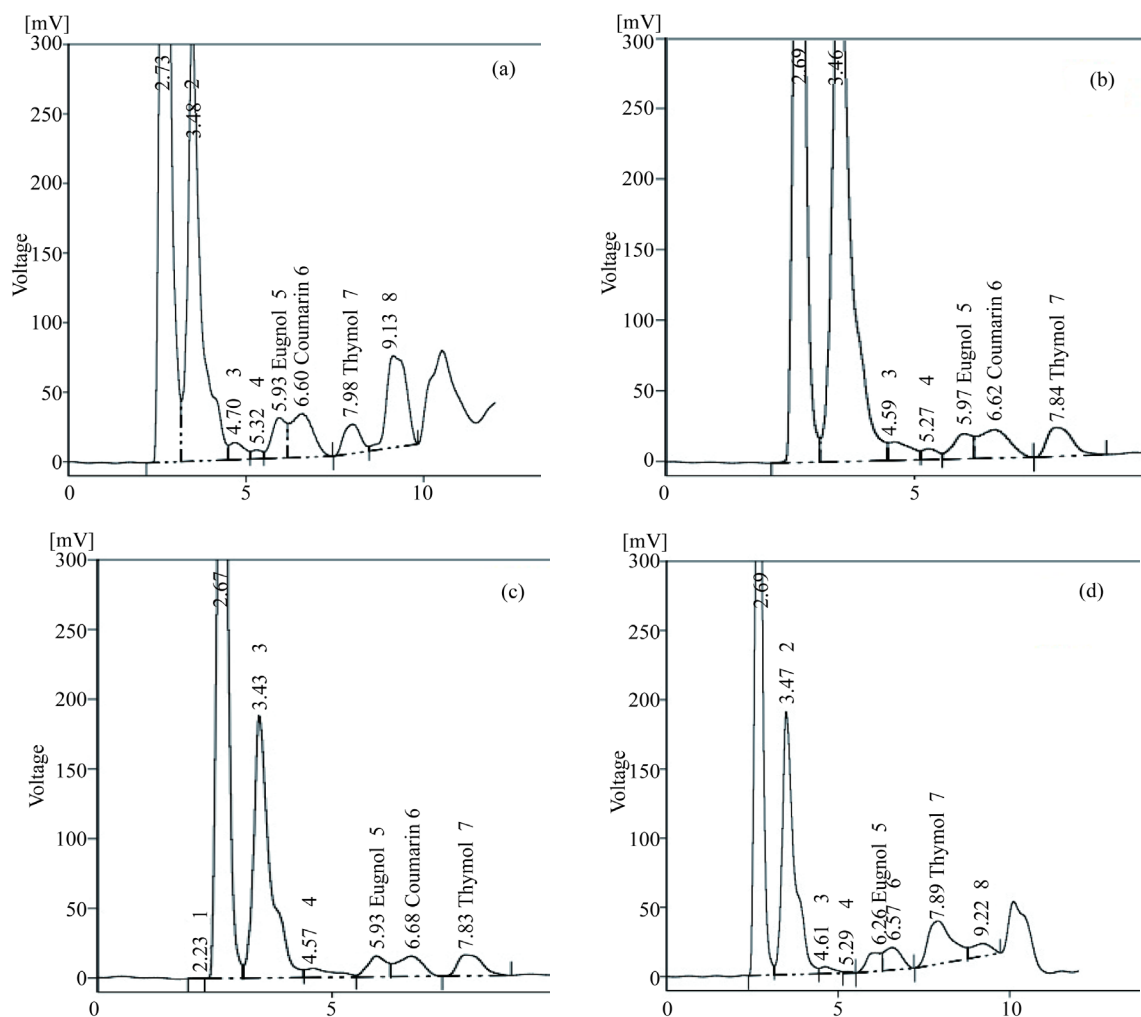 [mV]
300
250
200
150
100
50
0
Voltage
(a)
2.73
3.48 2
4.70 3
5.32 4
5.93 Eugnol 5
6.60 Coumarin 6
7.98 Thymol 7
9.13 8
0
5
10
[mV]
300
250
200
150
100
50
0
Voltage
(b)
2.69
3.46
4.59 3
5.27 4
5.97 Eugnol 5
6.62 Coumarin 6
7.84 Thymol 7
0
5
[mV]
300
250
200
150
100
50
0
Voltage
(c)
2.23 1
2.67
3.43 3
4.57 4
5.93 Eugnol 5
6.68 Coumarin 6
7.83 Thymol 7
0
5
[mV]
300
250
200
150
100
50
0
Voltage
(d)
2.69
3.47 2
4.61 3
5.29 4
6.26 Eugnol 5
6.57 6
7.89 Thymol 7
9.22 8
0
5
10